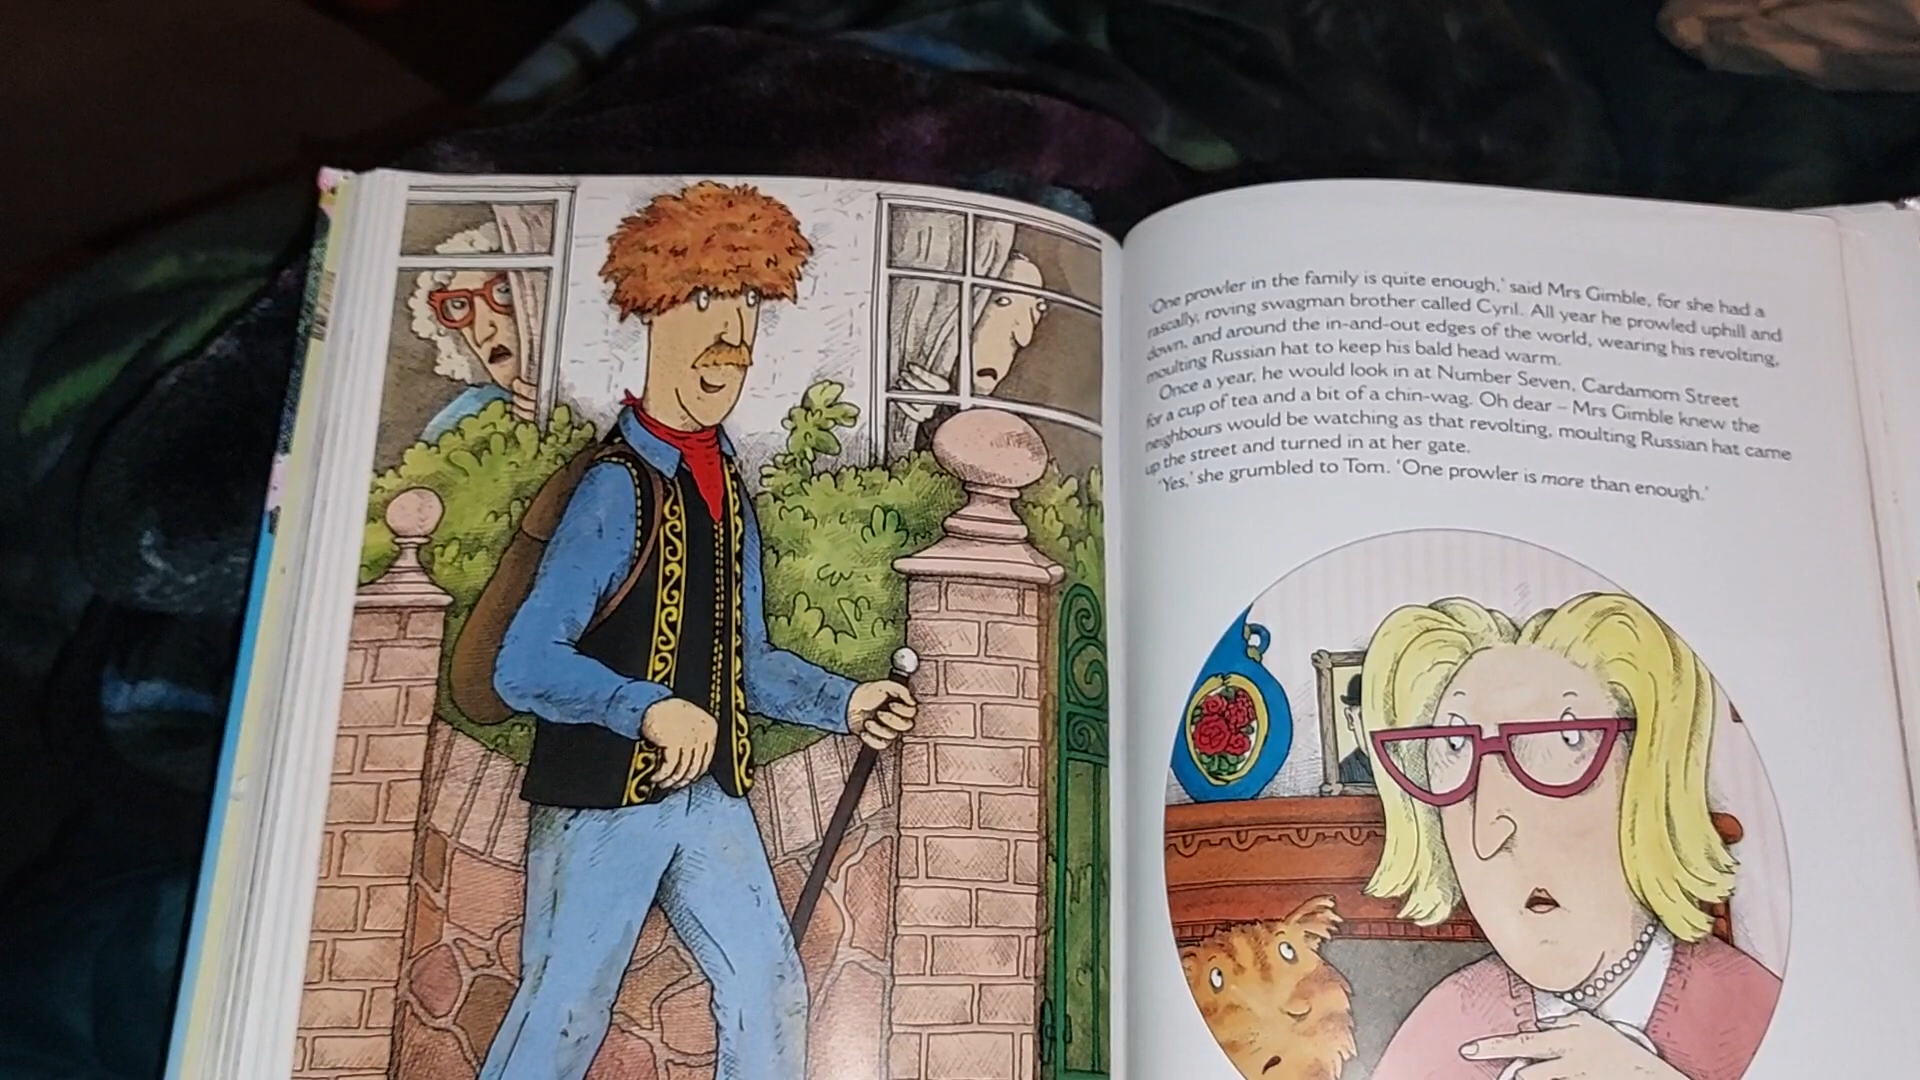 'One prowler in the family is quite enough,' said Mrs Gimble, for she had a
rascally, roving swagman brother called Cyril. All year he prowled uphill and
down, and around the in-and-out edges of the world, wearing his revolting,
moulting Russian hat to keep his bald head warm.
Once a year, he would look in at Number Seven, Cardamom Street
for a cup of tea and a bit of a chin-wag. Oh dear – Mrs Gimble knew the
neighbours would be watching as that revolting, moulting Russian hat came
up the street and turned in at her gate.
'Yes,' she grumbled to Tom. 'One prowler is more than enough.'